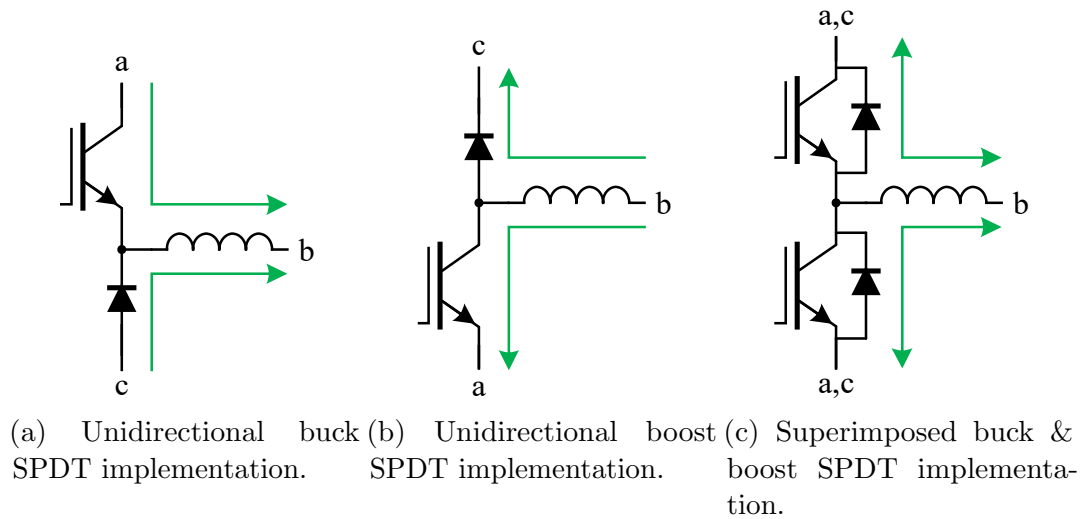 a
b
c
c
b
a
a,c
b
a,c
(a) Unidirectional buck
SPDT implementation.
(b) Unidirectional boost
SPDT implementation.
(c) Superimposed buck &
boost SPDT implementa-
tion.